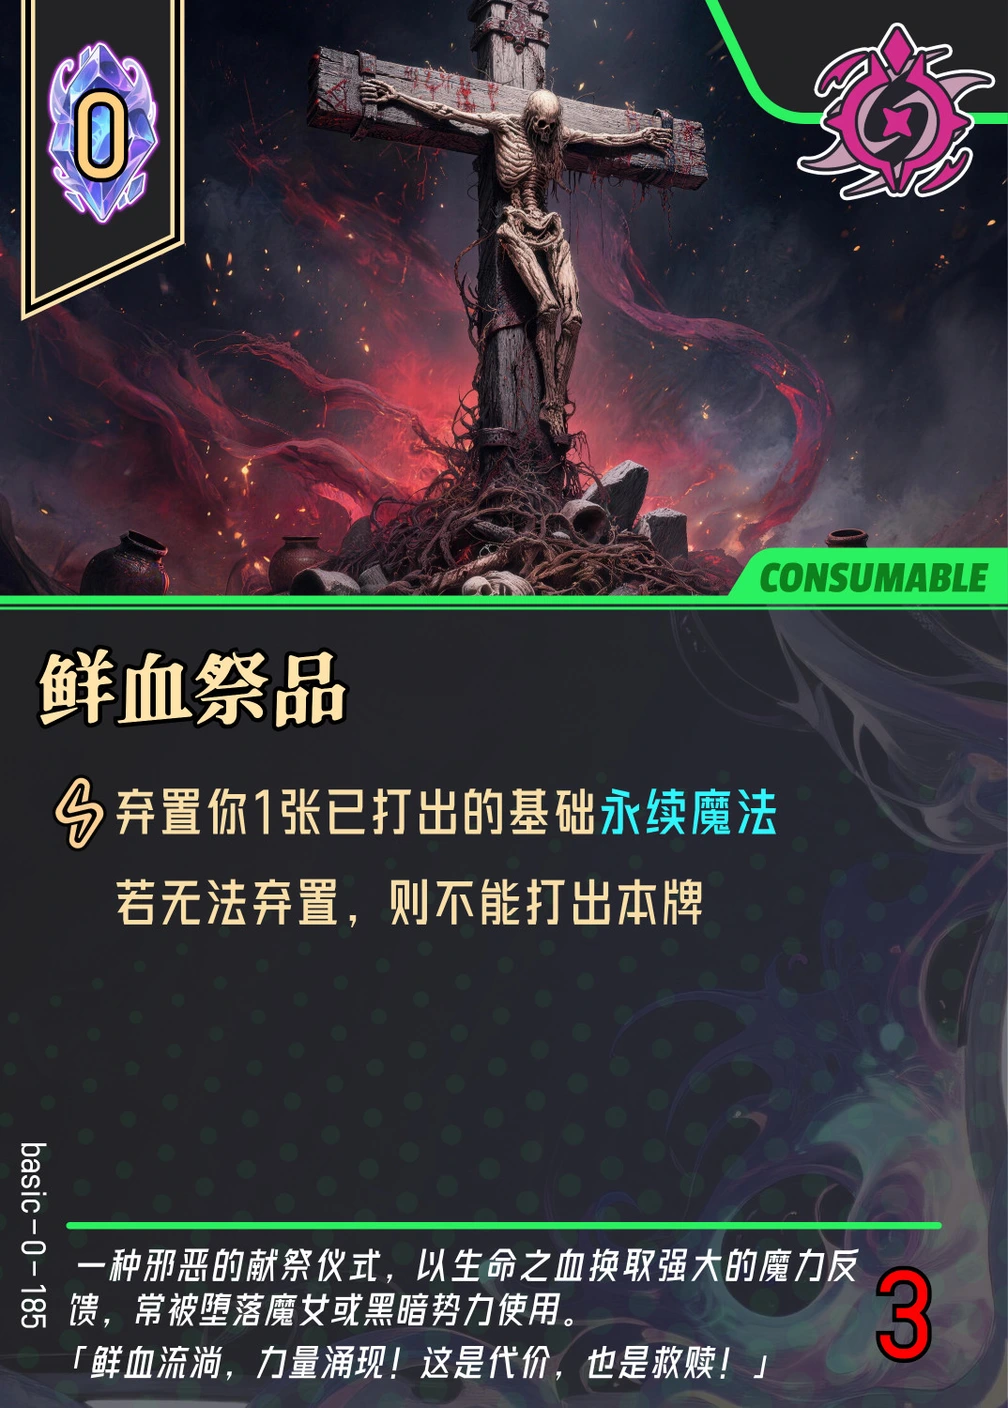 0
CONSUMABLE
鲜血祭品
弃置你1张已打出的基础永续魔法
若无法弃置，则不能打出本牌
basic-0-185
一种邪恶的献祭仪式，以生命之血换取强大的魔力反
馈，常被堕落魔女或黑暗势力使用。
「鲜血流淌，力量涌现！这是代价，也是救赎！」
3